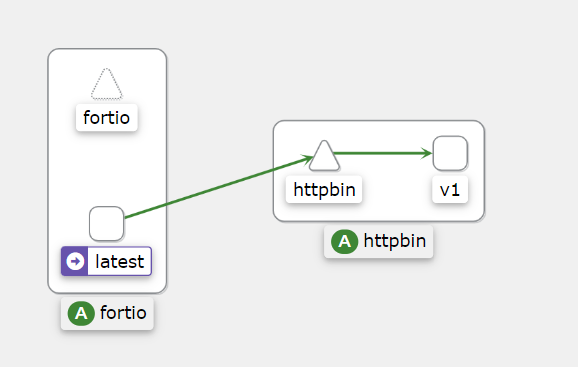 fortio
latest
A fortio
httpbin
v1
A httpbin